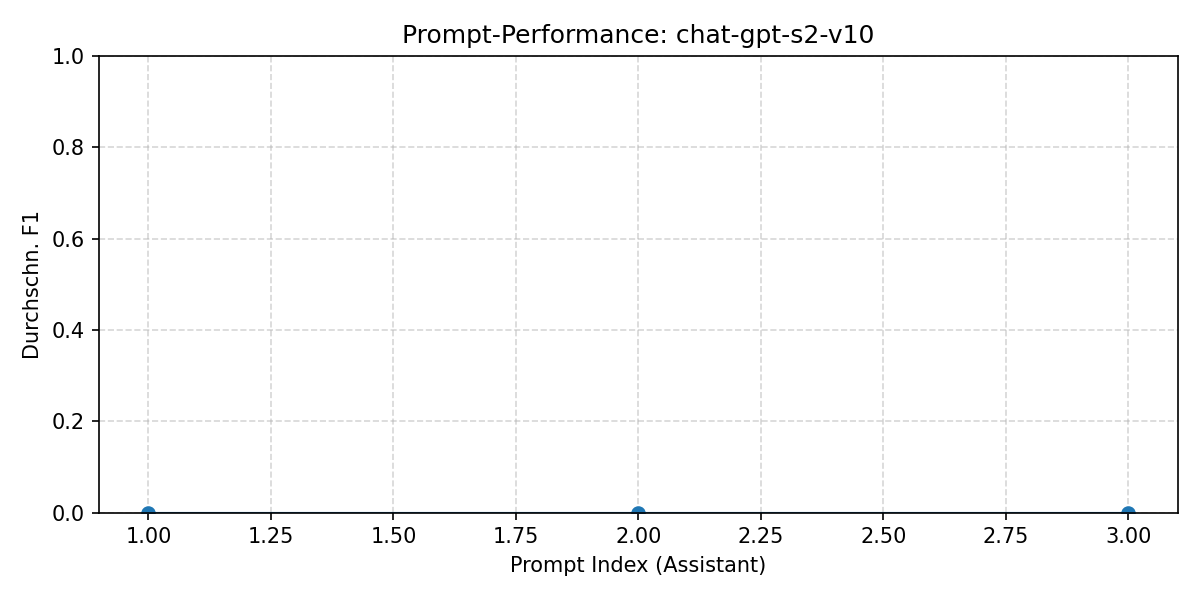 Prompt-Performance: chat-gpt-s2-v10
1.0
0.8
0.6
0.4
0.2
0.0
Durchschn. F1
1.00 1.25 1.50 1.75 2.00 2.25 2.50 2.75 3.00
Prompt Index (Assistant)